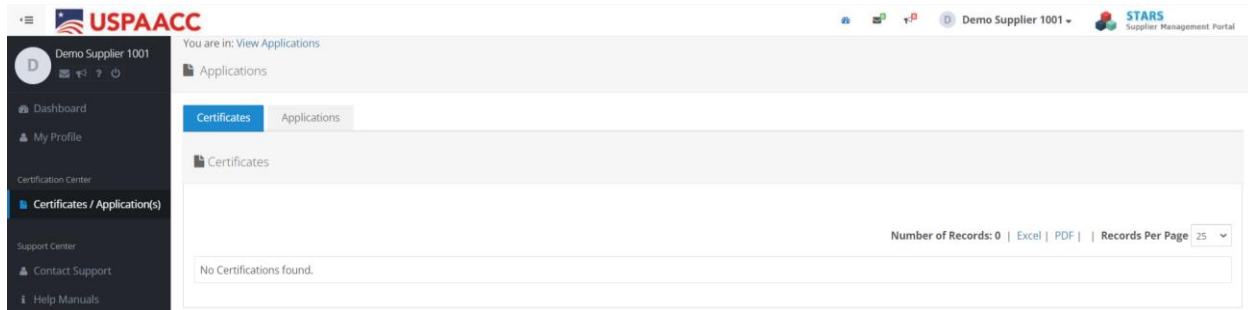 USPAACC
D Demo Supplier 1001
STARS
Supplier Management Portal
D
Demo Supplier 1001
Dashboard
My Profile
Certification Center
Certificates / Application(s)
Support Center
Contact Support
Help Manuals
You are in: View Applications
Applications
Certificates Applications
Certificates
Number of Records: 0 | Excel | PDF | | Records Per Page 25
No Certifications found.